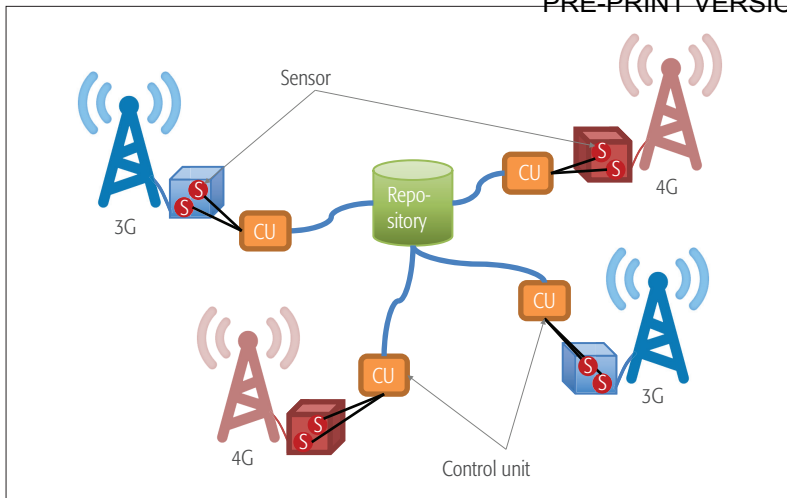 PRE-PRINT VERSIO
Sensor
S
S
3G
CU
Repo-
sitory
CU
S
S
4G
CU
S
S
3G
CU
S
S
4G
Control unit